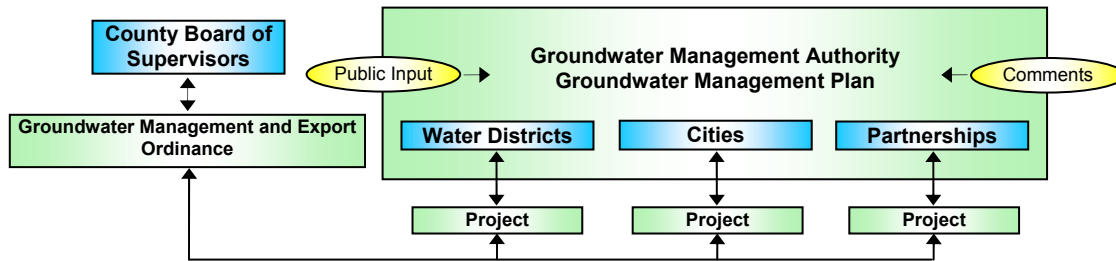 County Board of
Supervisors
Groundwater Management and Export
Ordinance
Groundwater Management Authority
Groundwater Management Plan
Public Input
Comments
Water Districts
Cities
Partnerships
Project
Project
Project